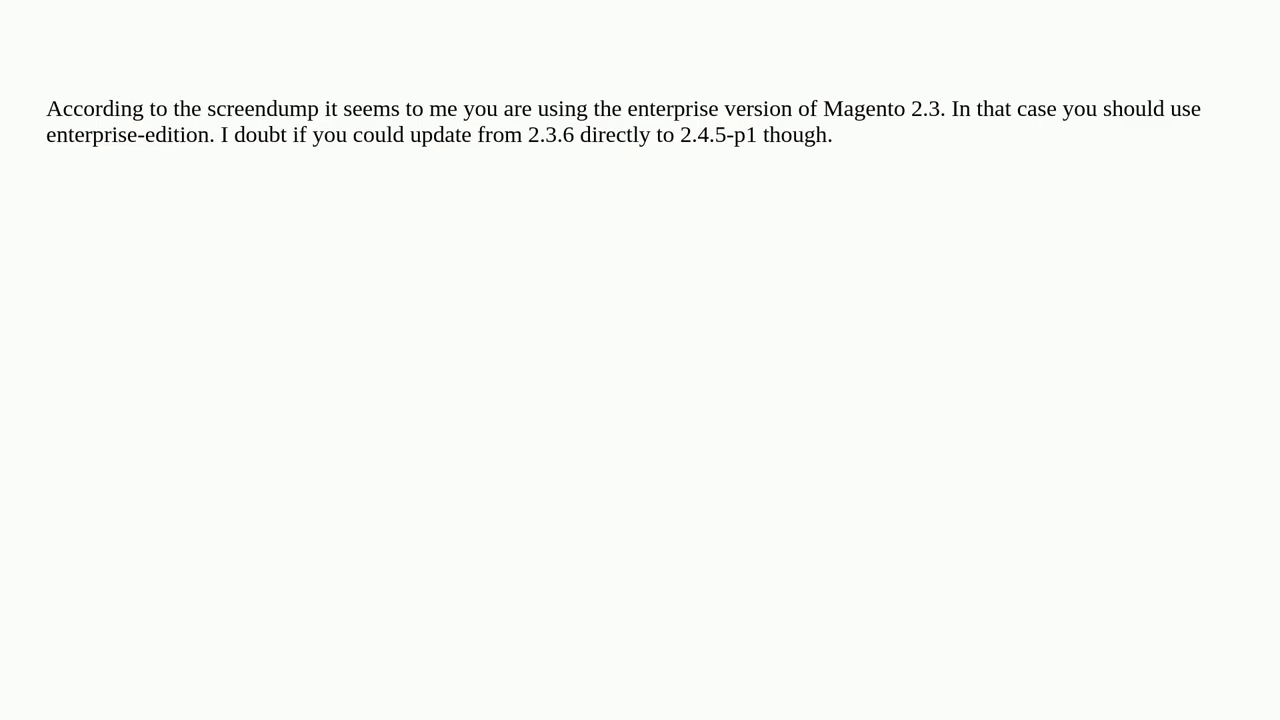 According to the screendump it seems to me you are using the enterprise version of Magento 2.3. In that case you should use
enterprise-edition. I doubt if you could update from 2.3.6 directly to 2.4.5-p1 though.